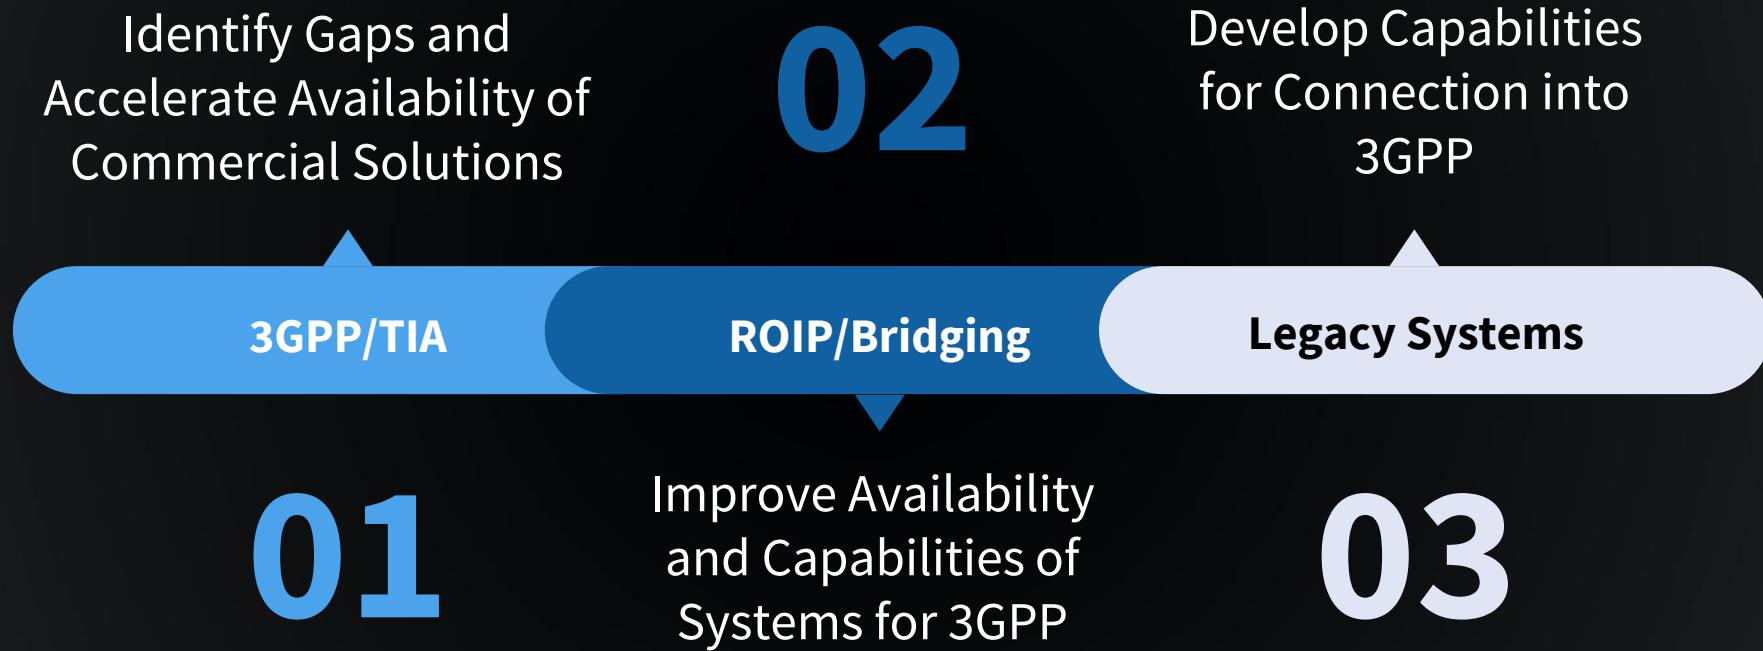 Identify Gaps and
Accelerate Availability of
Commercial Solutions
02
Develop Capabilities
for Connection into
3GPP
3GPP/TIA
ROIP/Bridging
Legacy Systems
01
Improve Availability
and Capabilities of
Systems for 3GPP
03